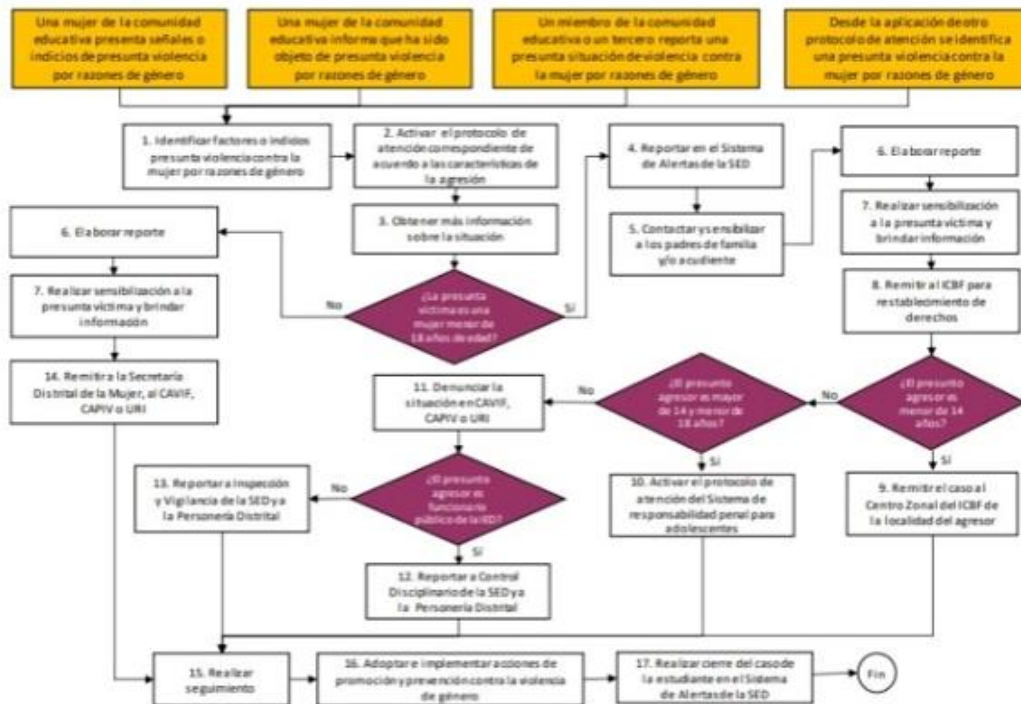 Una mujer de la comunidad
educativa presenta señales o
indicios de presunta violencia
por razones de género
Una mujer de la comunidad
educativa informa que ha sido
objeto de presunta violencia
por razones de género
Un miembro de la comunidad
educativa o un tercero reporta una
presunta situación de violencia contra
la mujer por razones de género
Desde la aplicación de otro
protocolo de atención se identifica
una presunta violencia contra la
mujer por razones de género
1. Identificar factores o indicios
presunta violencia contra la
mujer por razones de género
2. Activar el protocolo de
atención correspondiente de
acuerdo a las características de
la agresión
4. Reportar en el Sistema
de Alertas de la SED
6. Elaborar reporte
3. Obtener más información
sobre la situación
5. Contactar y sensibilizar
a los padres de familia
y/o acudiente
7. Realizar sensibilización
a la presunta víctima y
brindar información
6. Elaborar reporte
No
¿La presunta
víctima es una
mujer menor de
18 años de edad?
Sí
7. Realizar sensibilización a la
presunta víctima y brindar
información
8. Remitir al ICBF para
restablecimiento de
derechos
14. Remitir a la Secretaría
Distrital de la Mujer, al CAVIF,
CAPIV o URI
11. Denunciar la
situación en CAVIF,
CAPIV o URI
No
¿El presunto
agresor es mayor
de 14 y menor de
18 años?
No
¿El presunto
agresor es
menor de 14
años?
Sí
Sí
13. Reportar a Inspección
y Vigilancia de la SED y a
la Personería Distrital
No
¿El presunto
agresor es
funcionario
público de la IED?
Sí
10. Activar el protocolo de
atención del Sistema de
responsabilidad penal para
adolescentes
9. Remitir el caso al
Centro Zonal del ICBF de
la localidad del agresor
12. Reportar a Control
Disciplinario de la SED y a
la Personería Distrital
15. Realizar
seguimiento
16. Adoptar e implementar acciones de
promoción y prevención contra la violencia
de género
17. Realizar cierre del caso de
la estudiante en el Sistema
de Alertas de la SED
Fin